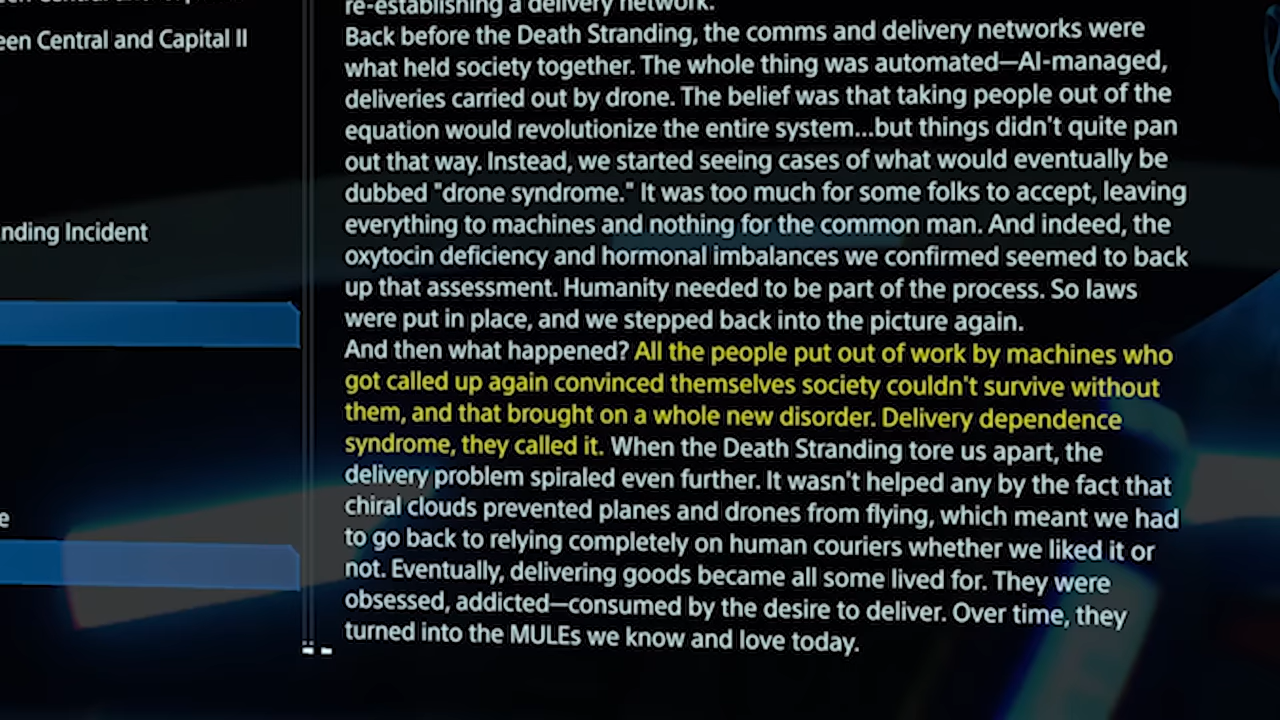 een Central and Capital II
nding Incident
e
re-establishing a delivery network.
Back before the Death Stranding, the comms and delivery networks were
what held society together. The whole thing was automated—AI-managed,
deliveries carried out by drone. The belief was that taking people out of the
equation would revolutionize the entire system...but things didn't quite pan
out that way. Instead, we started seeing cases of what would eventually be
dubbed "drone syndrome." It was too much for some folks to accept, leaving
everything to machines and nothing for the common man. And indeed, the
oxytocin deficiency and hormonal imbalances we confirmed seemed to back
up that assessment. Humanity needed to be part of the process. So laws
were put in place, and we stepped back into the picture again.
And then what happened? All the people put out of work by machines who
got called up again convinced themselves society couldn't survive without
them, and that brought on a whole new disorder. Delivery dependence
syndrome, they called it. When the Death Stranding tore us apart, the
delivery problem spiraled even further. It wasn't helped any by the fact that
chiral clouds prevented planes and drones from flying, which meant we had
to go back to relying completely on human couriers whether we liked it or
not. Eventually, delivering goods became all some lived for. They were
obsessed, addicted—consumed by the desire to deliver. Over time, they
turned into the MULEs we know and love today.